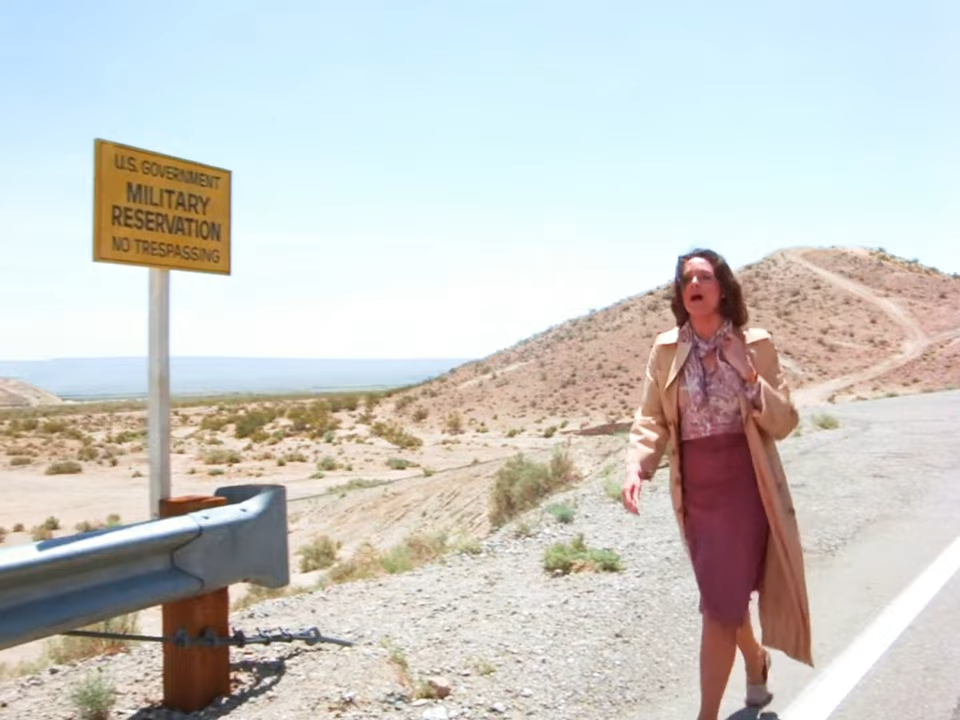 U.S. GOVERNMENT
MILITARY
RESERVATION
NO TRESPASSING